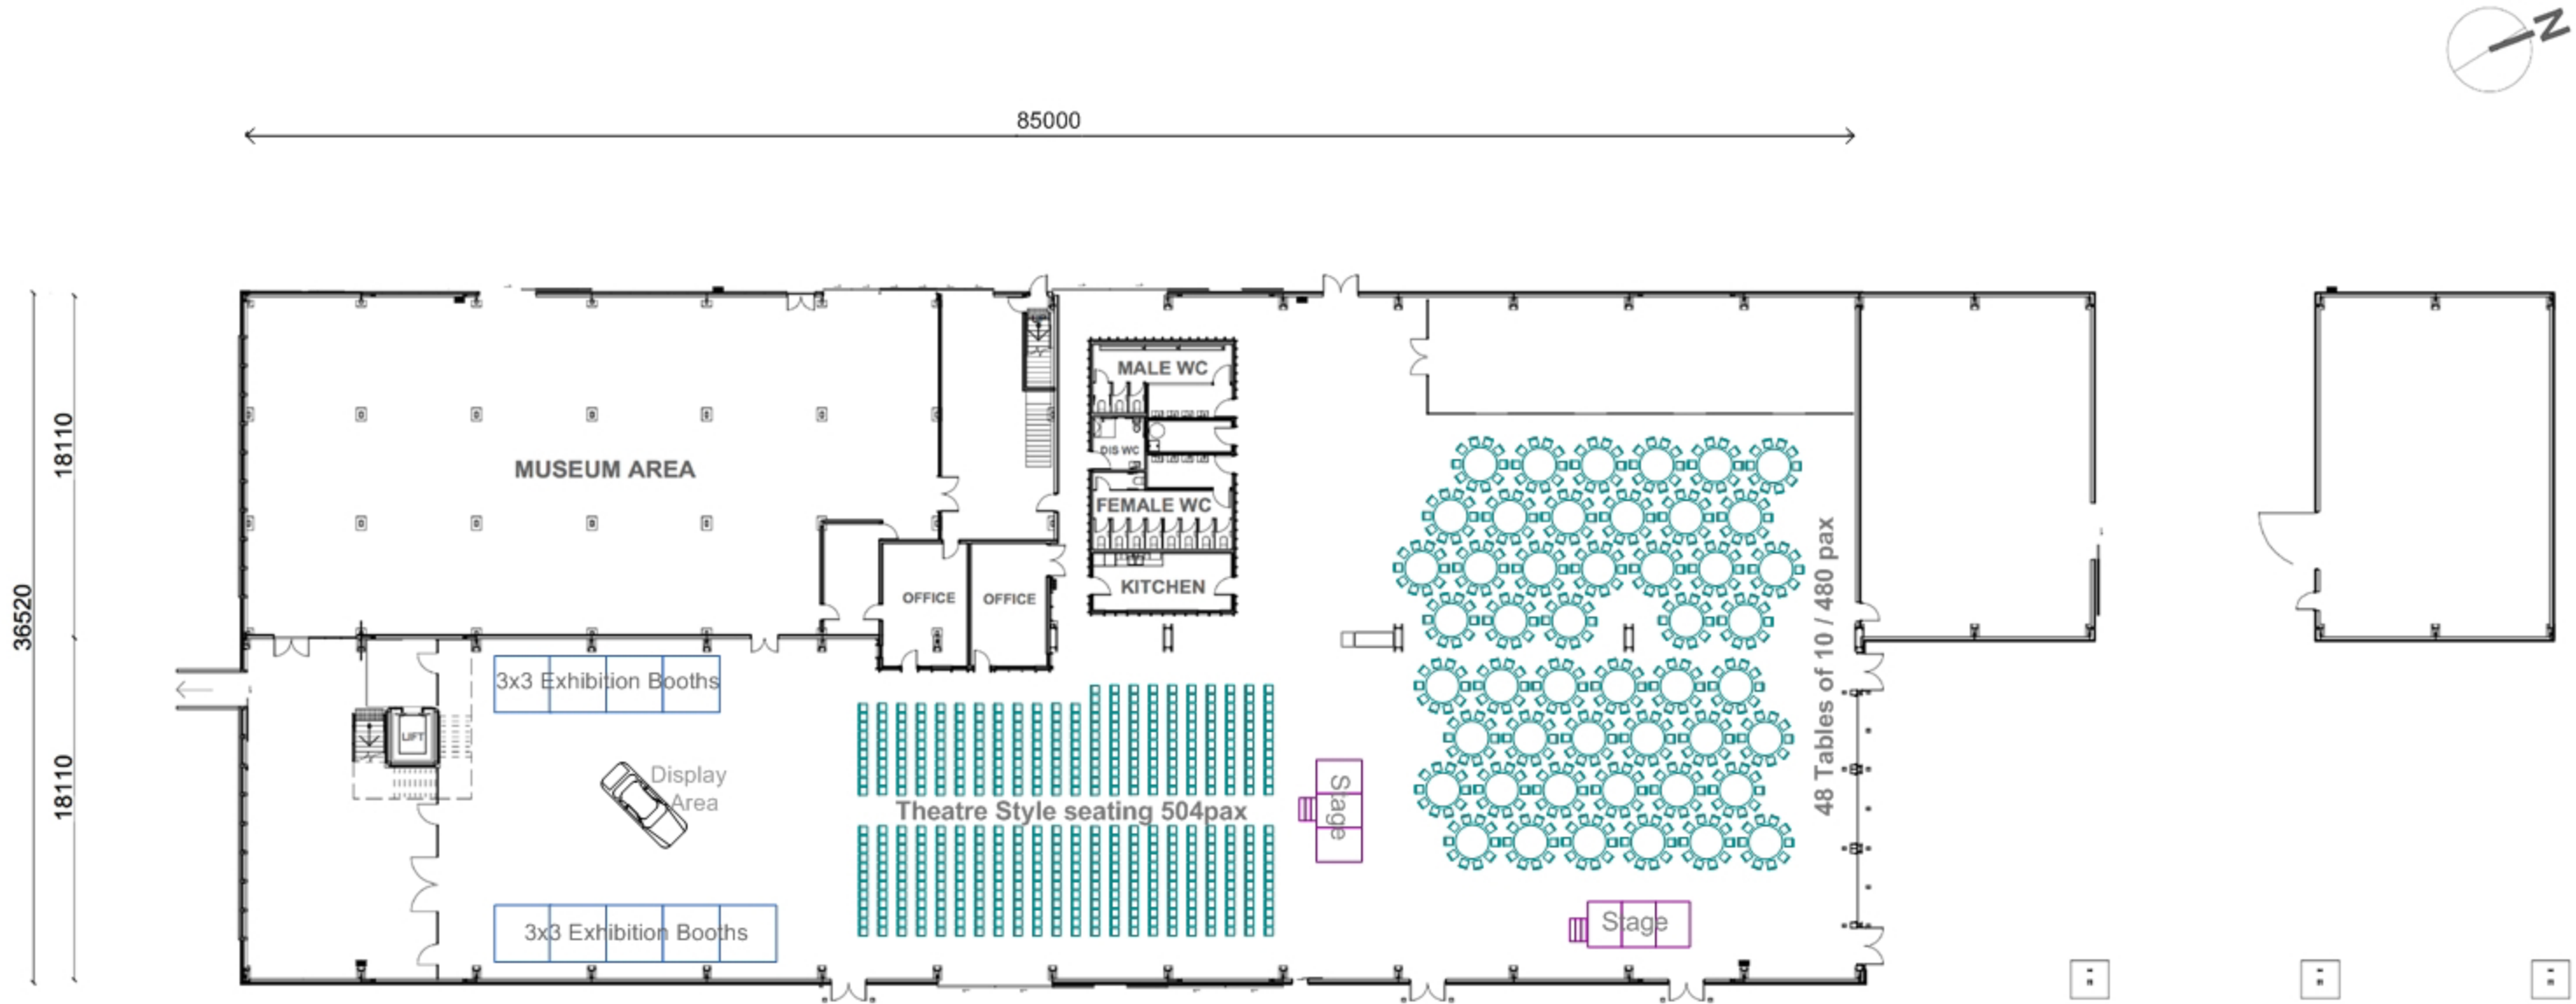 N
85000
MALE WC
18110
DIS WC
MUSEUM AREA
FEMALE WC
KITCHEN
OFFICE
OFFICE
36520
48 Tables of 10 / 480 pax
3x3 Exhibition Booths
LIFT
Display
Area
18110
Stage
Theatre Style seating 504pax
3x3 Exhibition Booths
Stage